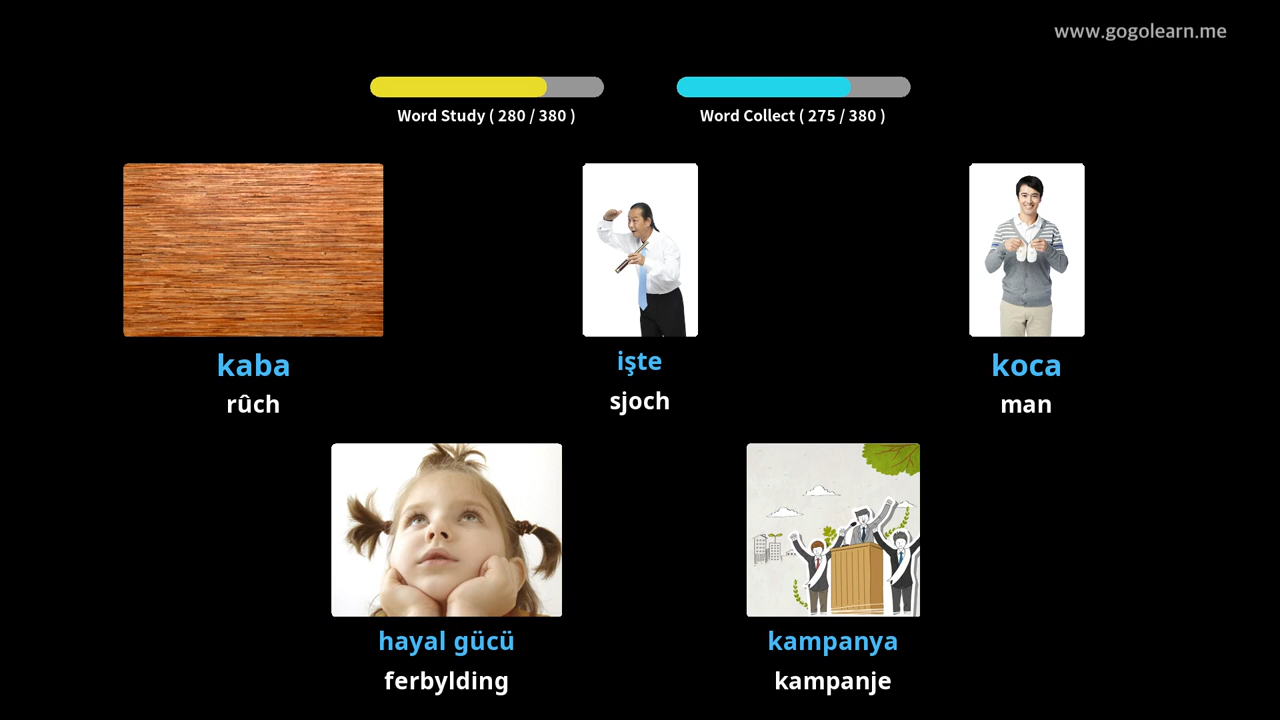 www.gogolearn.me
Word Study ( 280 / 380 )
Word Collect ( 275 / 380 )
kaba
rûch
işte
sjoch
koca
man
hayal gücü
ferbylding
kampanya
kampanje